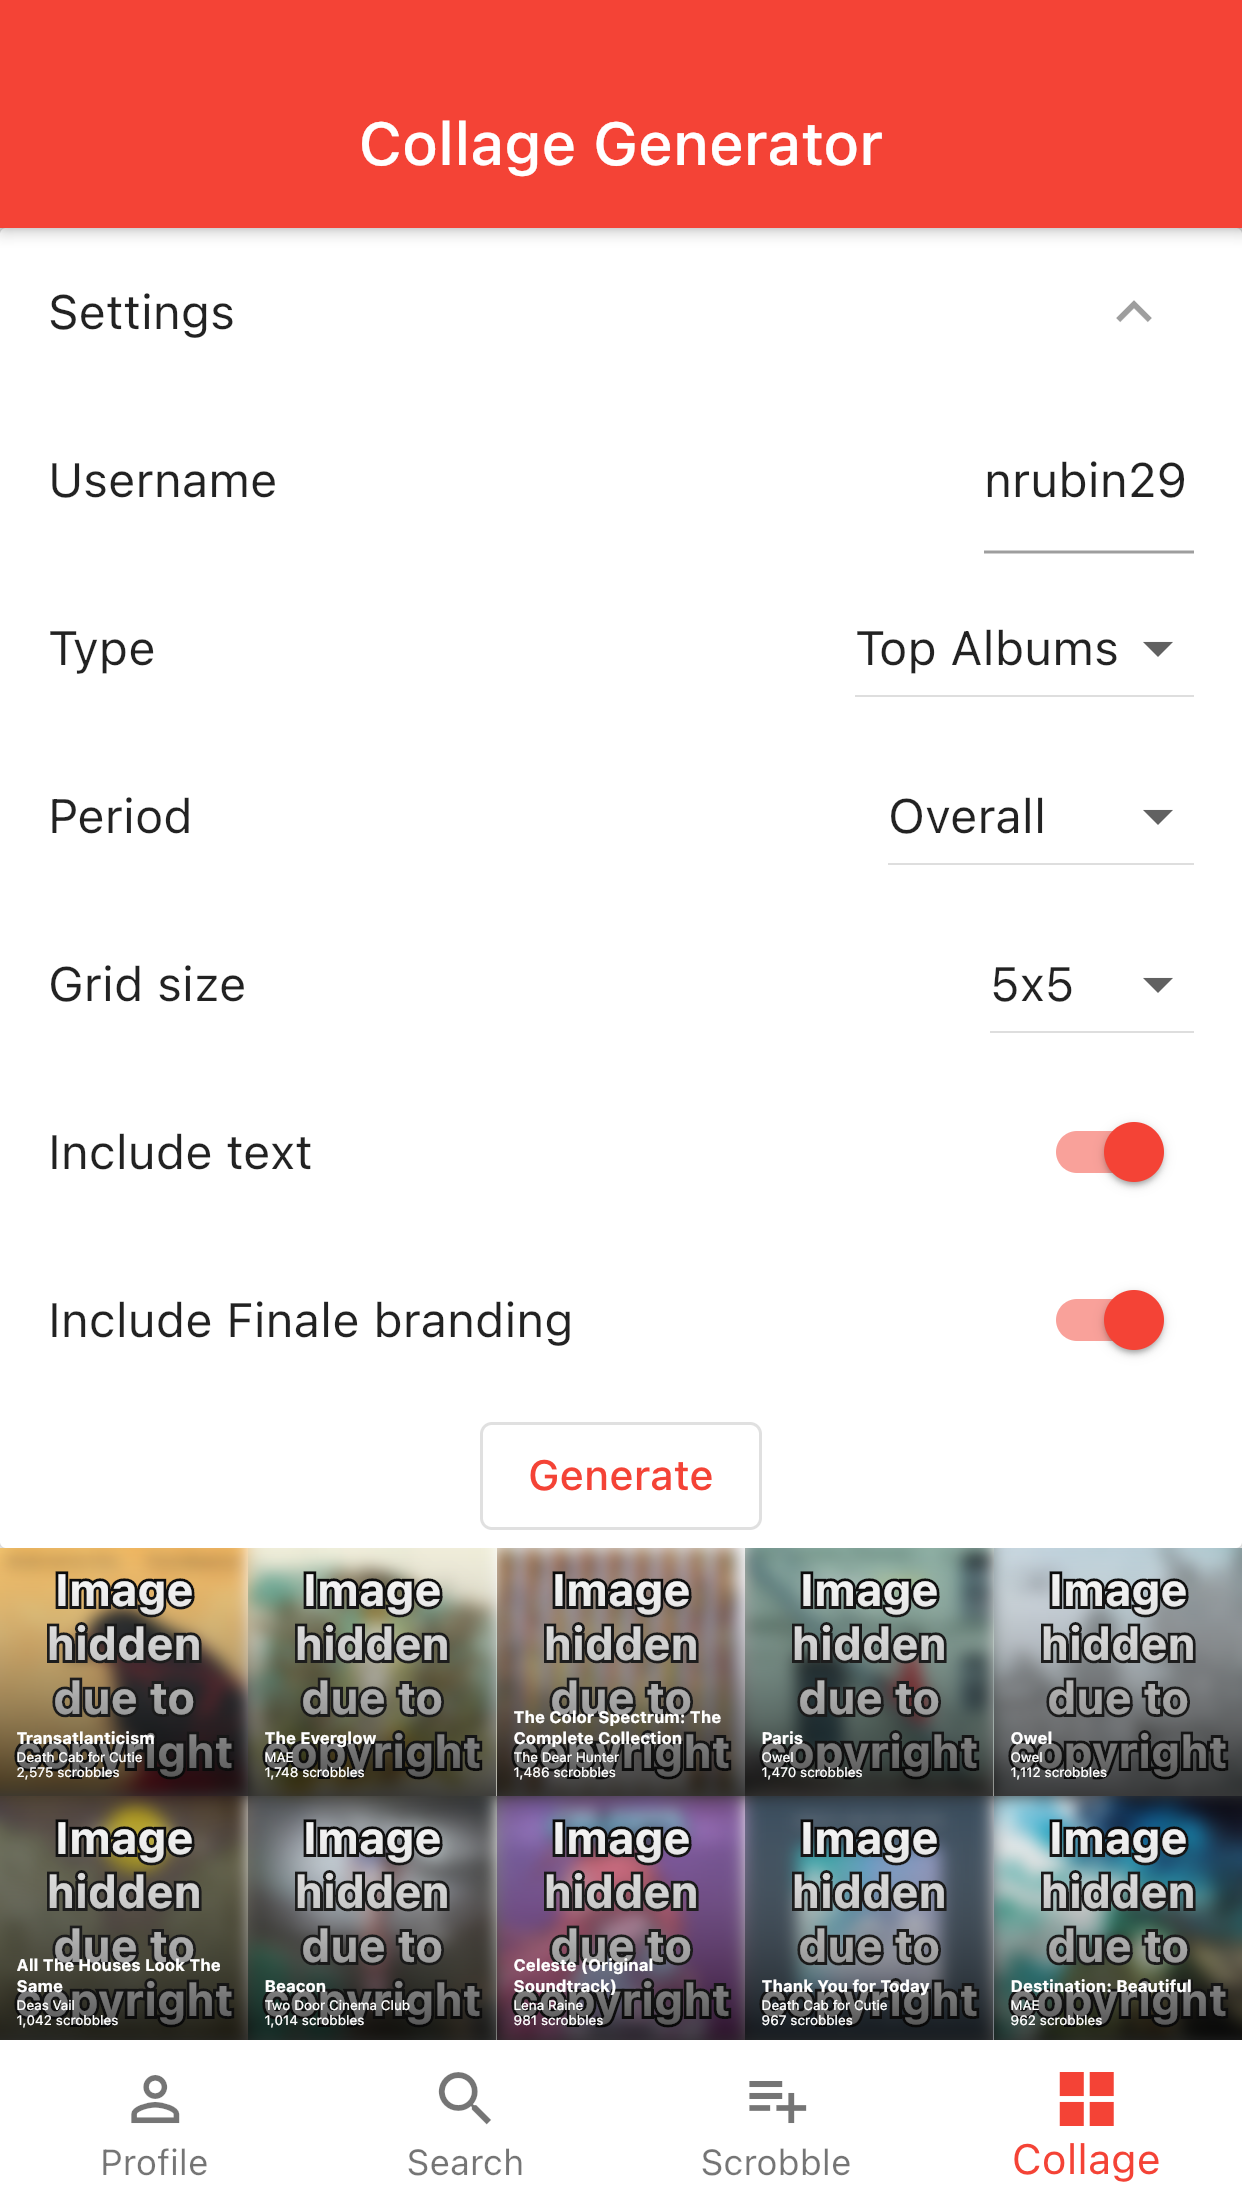 Collage Generator
Settings
Username
nrubin29
Type
Top Albums
Period
Overall
Grid size
5x5
Include text
Include Finale branding
Generate
Image
hidden
due to
copyright
Transatlanticism
Death Cab for Cutie
2,575 scrobbles
Image
hidden
due to
copyright
The Everglow
MAE
1,748 scrobbles
Image
hidden
due to
copyright
The Color Spectrum: The
Complete Collection
The Dear Hunter
1,486 scrobbles
Image
hidden
due to
copyright
Paris
Owel
1,470 scrobbles
Image
hidden
due to
copyright
Owel
Owel
1,112 scrobbles
Image
hidden
due to
copyright
All The Houses Look The
Same
Deas Vail
1,042 scrobbles
Image
hidden
due to
copyright
Beacon
Two Door Cinema Club
1,014 scrobbles
Image
hidden
due to
copyright
Celeste (Original
Soundtrack)
Lena Raine
981 scrobbles
Image
hidden
due to
copyright
Thank You for Today
Death Cab for Cutie
967 scrobbles
Image
hidden
due to
copyright
Destination: Beautiful
MAE
962 scrobbles
Profile
Search
Scrobble
Collage